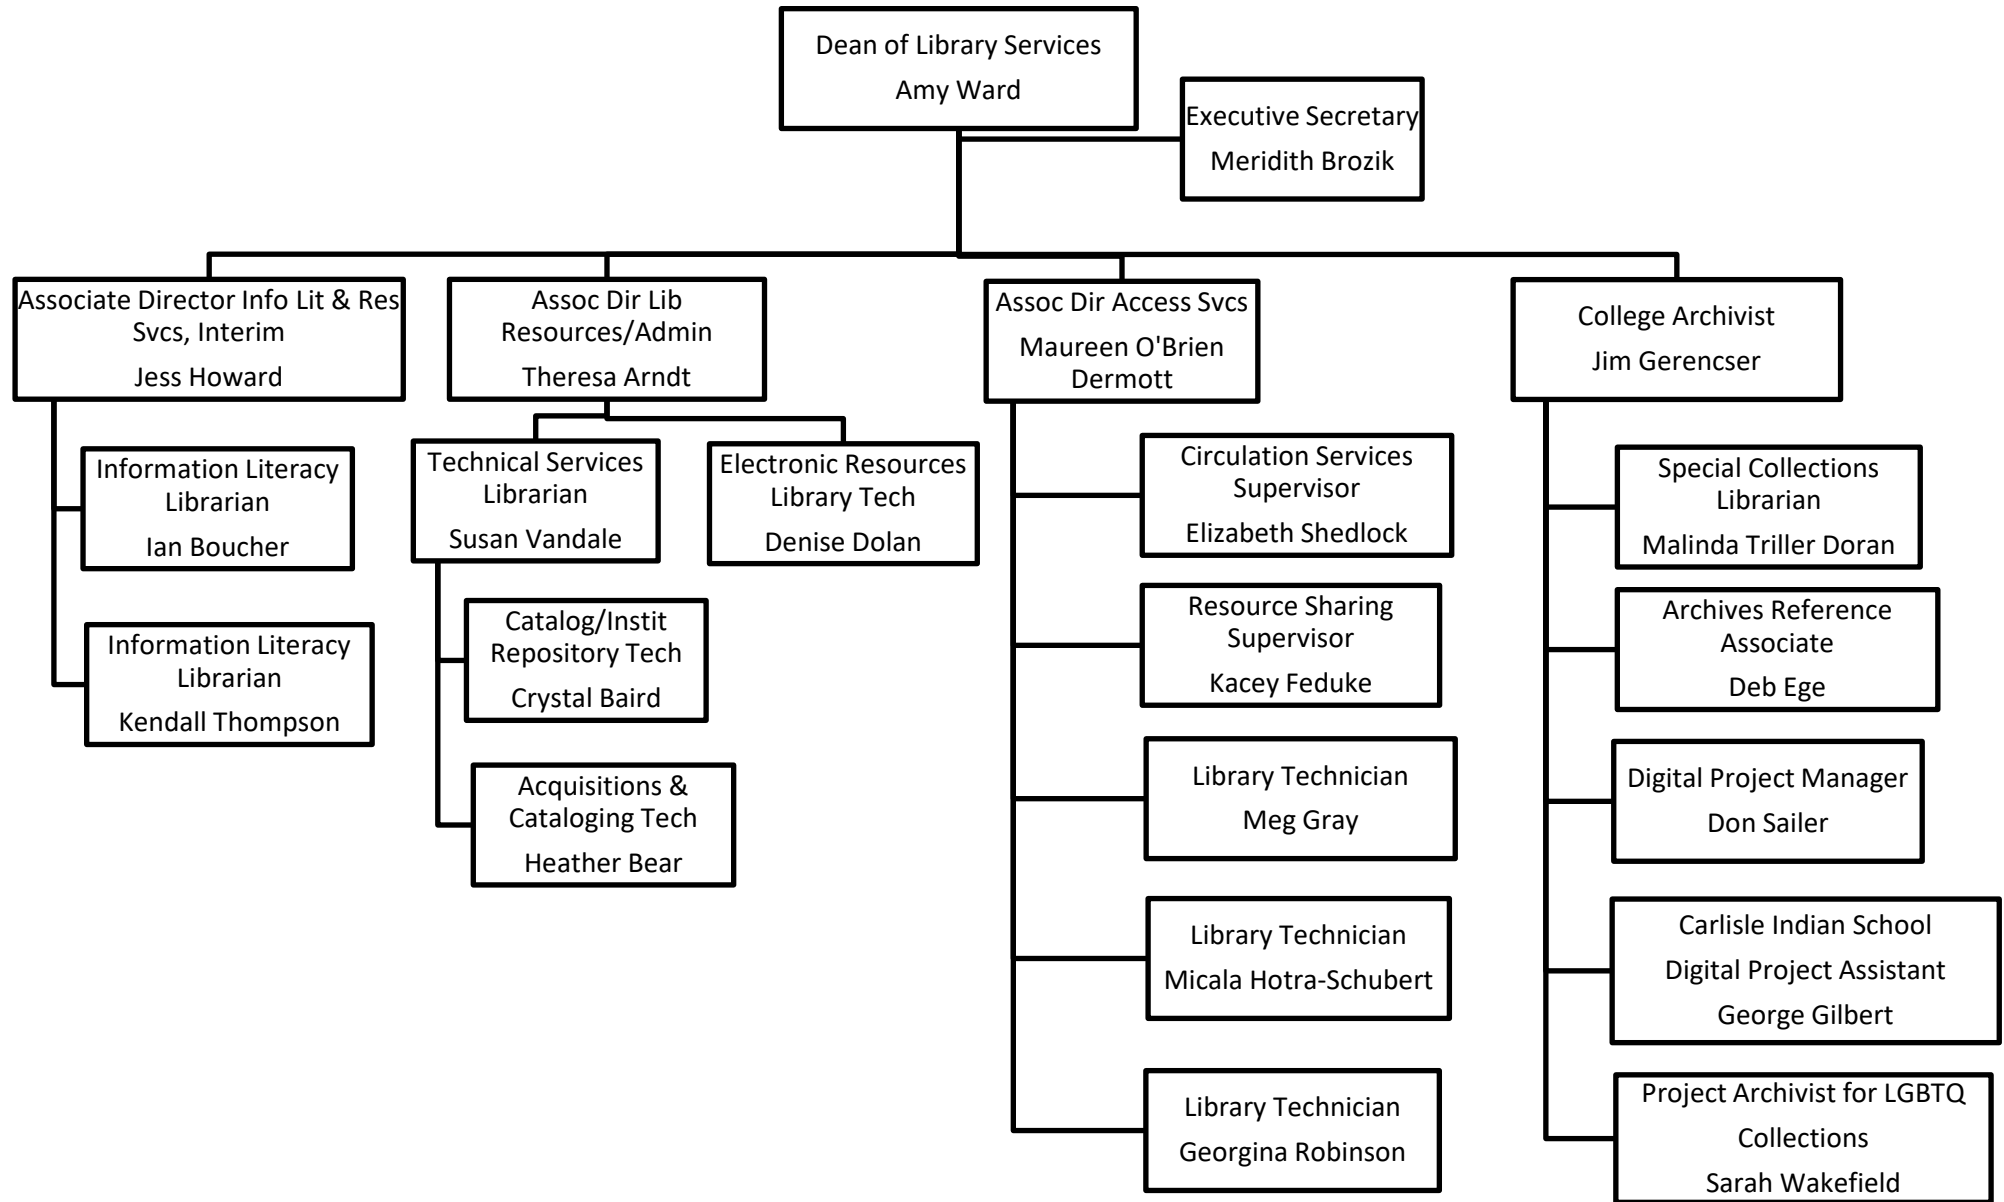 Dean of Library Services
Amy Ward
Executive Secretary
Meridith Brozik
Associate Director Info Lit & Res
Svcs, Interim
Jess Howard
Information Literacy
Librarian
Ian Boucher
Information Literacy
Librarian
Kendall Thompson
Assoc Dir Lib
Resources/Admin
Theresa Arndt
Technical Services
Librarian
Susan Vandale
Catalog/Instit
Repository Tech
Crystal Baird
Acquisitions &
Cataloging Tech
Heather Bear
Electronic Resources
Library Tech
Denise Dolan
Assoc Dir Access Svcs
Maureen O'Brien
Dermott
Circulation Services
Supervisor
Elizabeth Shedlock
Resource Sharing
Supervisor
Kacey Feduke
Library Technician
Meg Gray
Library Technician
Micala Hotra-Schubert
Library Technician
Georgina Robinson
College Archivist
Jim Gerencser
Special Collections
Librarian
Malinda Triller Doran
Archives Reference
Associate
Deb Ege
Digital Project Manager
Don Sailer
Carlisle Indian School
Digital Project Assistant
George Gilbert
Project Archivist for LGBTQ
Collections
Sarah Wakefield